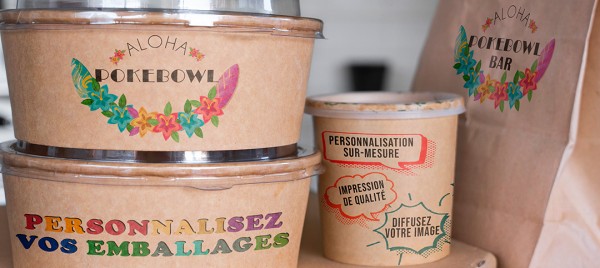 ALOHA
POKEBOWL
PERSONNALISEZ
VOS EMBALLAGES
PERSONNALISATION
SUR-MESURE
IMPRESSION
DE QUALITÉ
DIFFUSEZ
VOTRE IMAGE
ALOHA
POKEBOWL
BAR